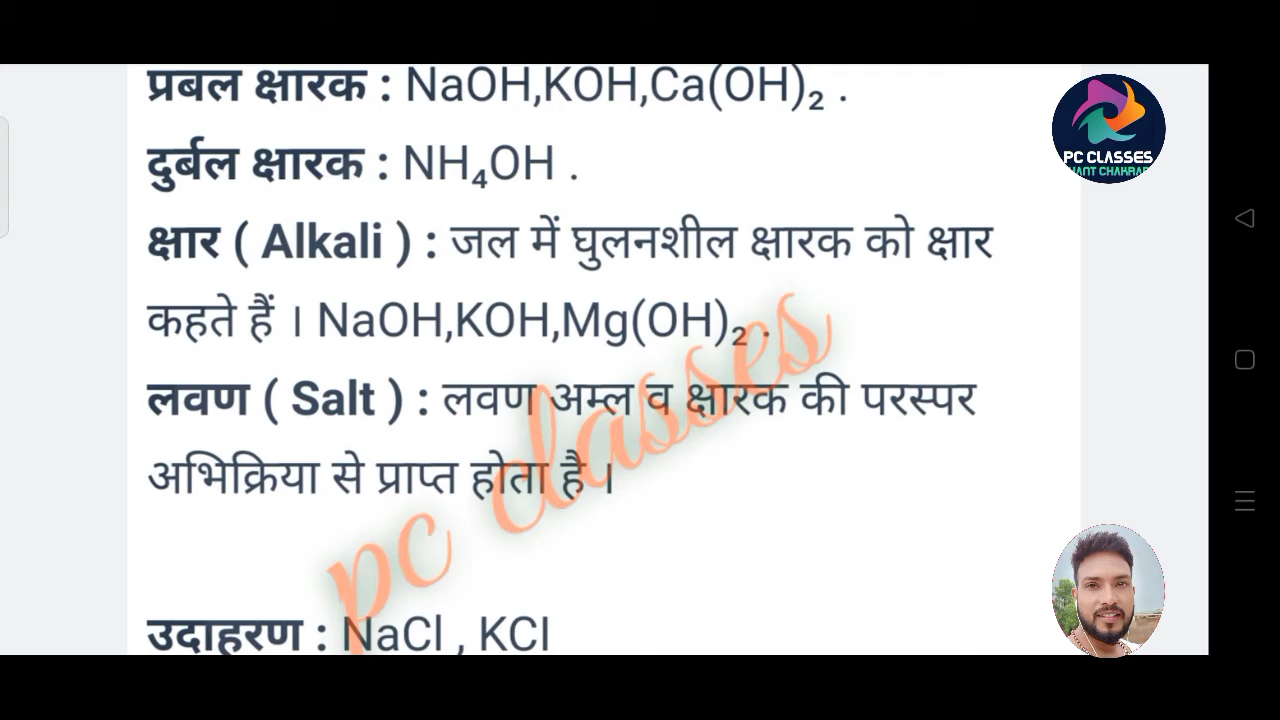 प्रबल क्षारक : NaOH,KOH,Ca(OH)₂ .
दुर्बल क्षारक : NH₄OH .
क्षार ( Alkali ) : जल में घुलनशील क्षारक को क्षार
कहते हैं । NaOH,KOH,Mg(OH)₂ .
लवण ( Salt ) : लवण अम्ल व क्षारक की परस्पर
अभिक्रिया से प्राप्त होता है ।
उदाहरण : NaCl , KCl
pc classes
PC CLASSES